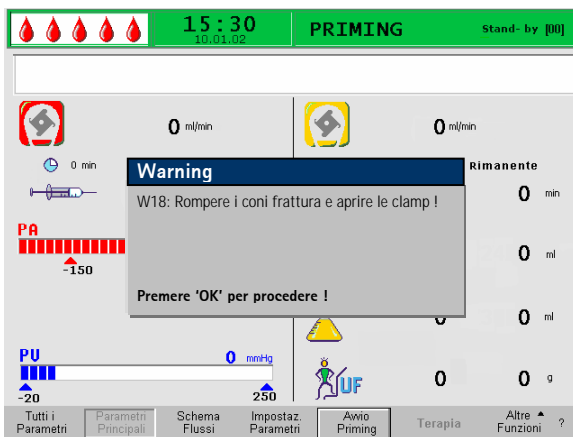 15:30
10.01.02
PRIMING
Stand- by [00]
0 ml/min
0 ml/min
0 min
Rimanente
Warning
W18: Rompere i coni frattura e aprire le clamp !
Premere ‘OK’ per procedere !
0 min
PA
-150
0 ml
0 ml
PV
0 mmHg
-20
250
UF
0
0 g
Tutti i Parametri
Parametri Principali
Schema Flussi
Impostaz. Parametri
Avvio Priming
Terapia
Altre Funzioni
?